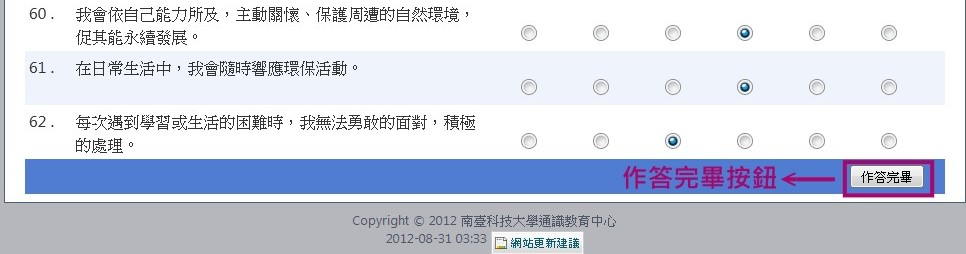 60. 我會依自己能力所及，主動關懷、保護周遭的自然環境，
促其能永續發展。
61. 在日常生活中，我會隨時響應環保活動。
62. 每次遇到學習或生活的困難時，我無法勇敢的面對，積極
的處理。
作答完畢按鈕 作答完畢
Copyright © 2012 南臺科技大學通識教育中心
2012-08-31 03:33 網站更新建議